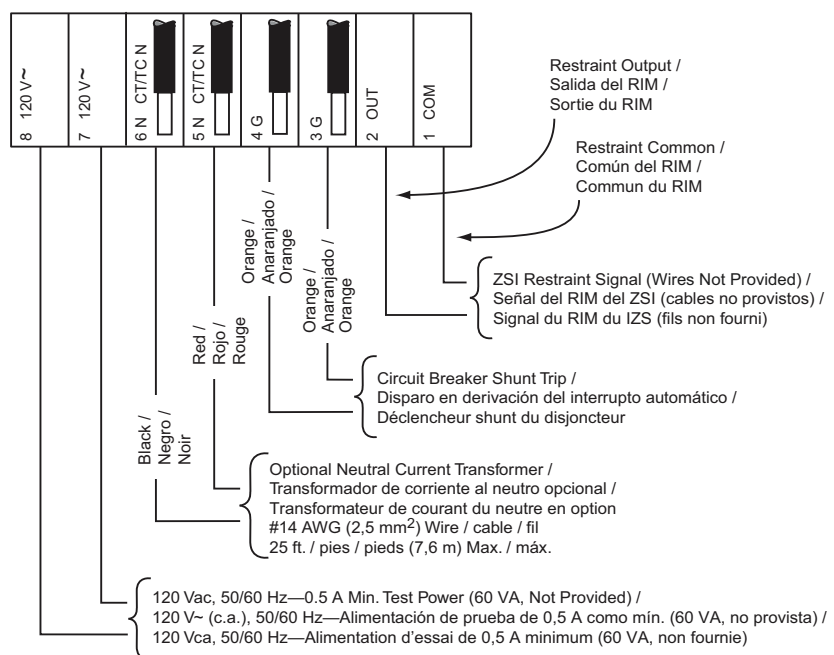 8 120 V~
7 120 V~
6 N CT/TC N
5 N CT/TC N
4 G
3 G
2 OUT
1 COM
Restraint Output /
Salida del RIM /
Sortie du RIM
Restraint Common /
Común del RIM /
Commun du RIM
Orange /
Anaranjado /
Orange
Orange /
Anaranjado /
Orange
ZSI Restraint Signal (Wires Not Provided) /
Señal del RIM del ZSI (cables no provistos) /
Signal du RIM du IZS (fils non fourni)
Red /
Rojo /
Rouge
Circuit Breaker Shunt Trip /
Disparo en derivación del interrupto automático /
Déclencheur shunt du disjoncteur
Black /
Negro /
Noir
Optional Neutral Current Transformer /
Transformador de corriente al neutro opcional /
Transformateur de courant du neutre en option
#14 AWG (2,5 mm²) Wire / cable / fil
25 ft. / pies / pieds (7,6 m) Max. / máx.
120 Vac, 50/60 Hz—0.5 A Min. Test Power (60 VA, Not Provided) /
120 V~ (c.a.), 50/60 Hz—Alimentación de prueba de 0,5 A como mín. (60 VA, no provista) /
120 Vca, 50/60 Hz—Alimentation d'essai de 0,5 A minimum (60 VA, non fournie)